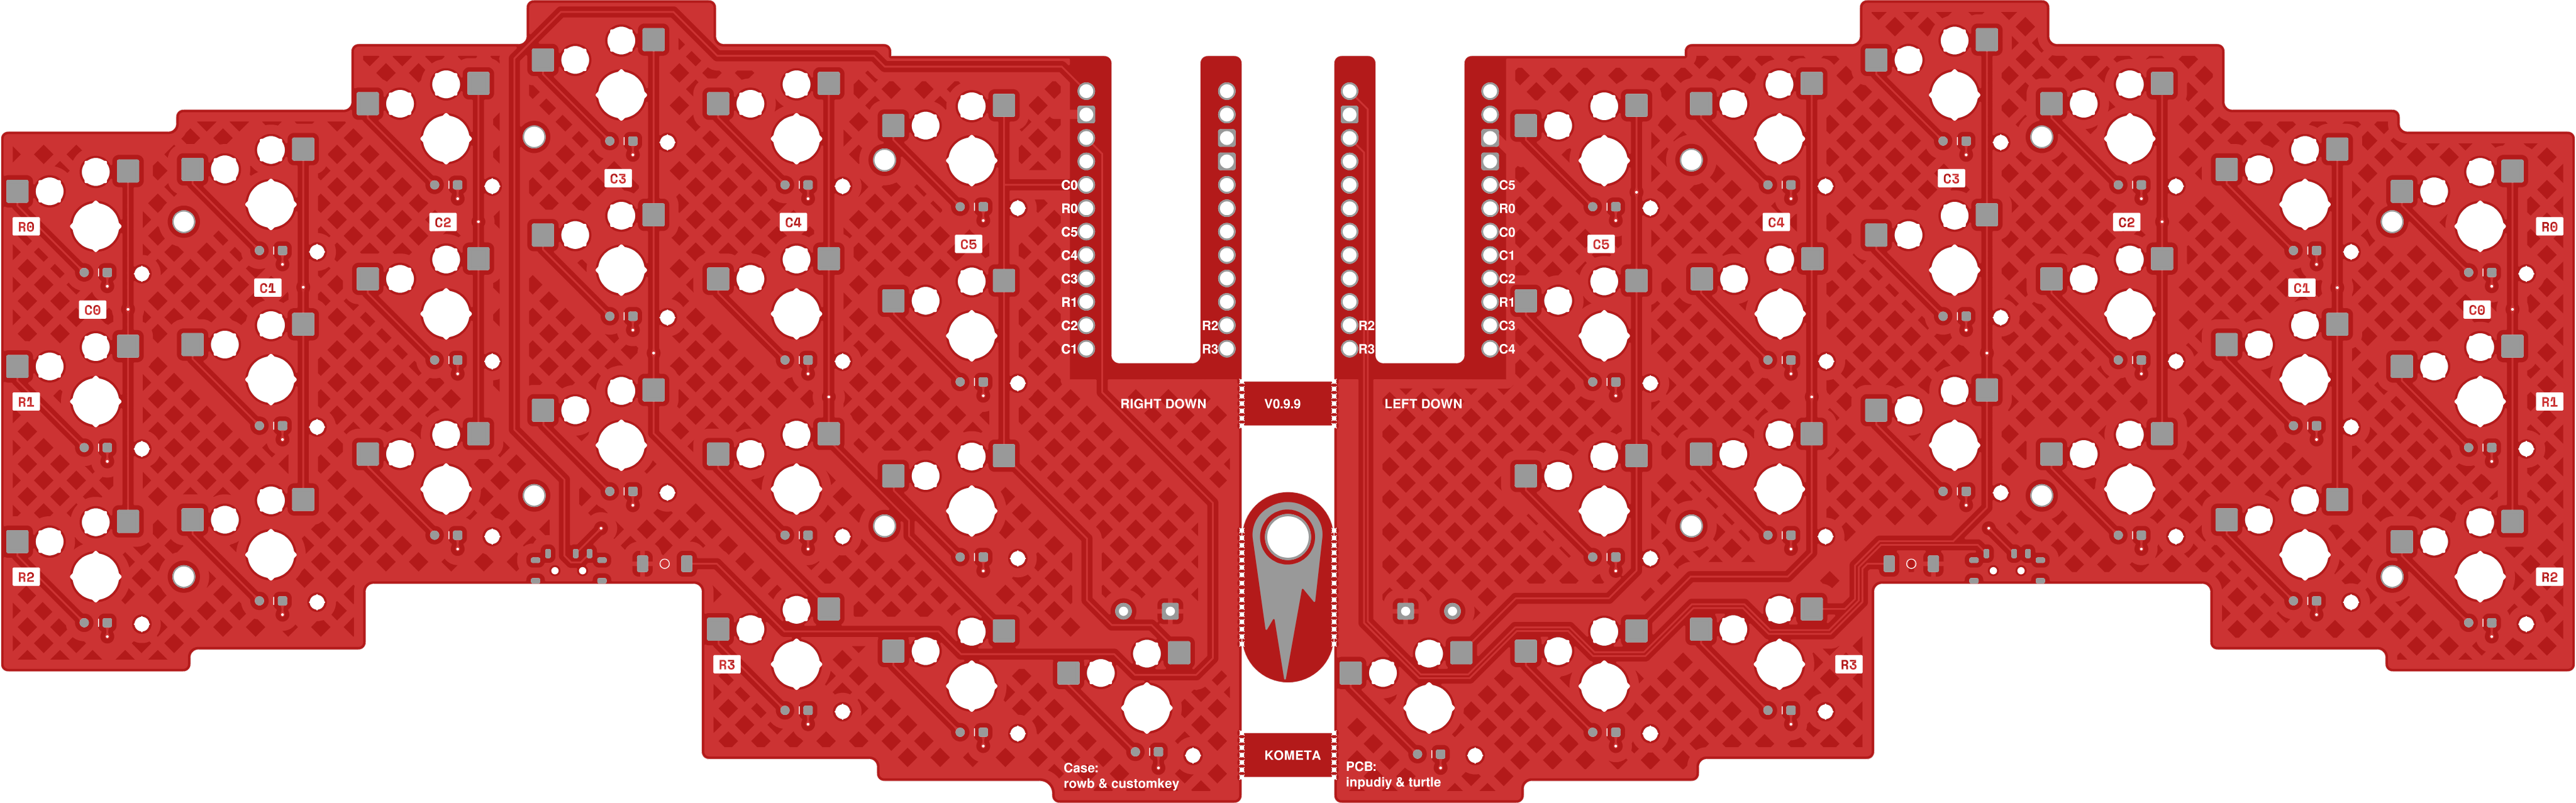 C3
C3
C0
C5
R0
R0
C2
C4
C5
C0
C4
C2
R0
R0
C5
C5
C4
C1
C1
C3
C2
C1
R1
R1
C1
C0
C0
C2
R2
R2
C3
C1
R3
R3
C4
R1
RIGHT DOWN
V0.9.9
LEFT DOWN
R1
R2
R2
R3
R3
KOMETA
Case:
rowb & customkey
PCB:
inpudiy & turtle